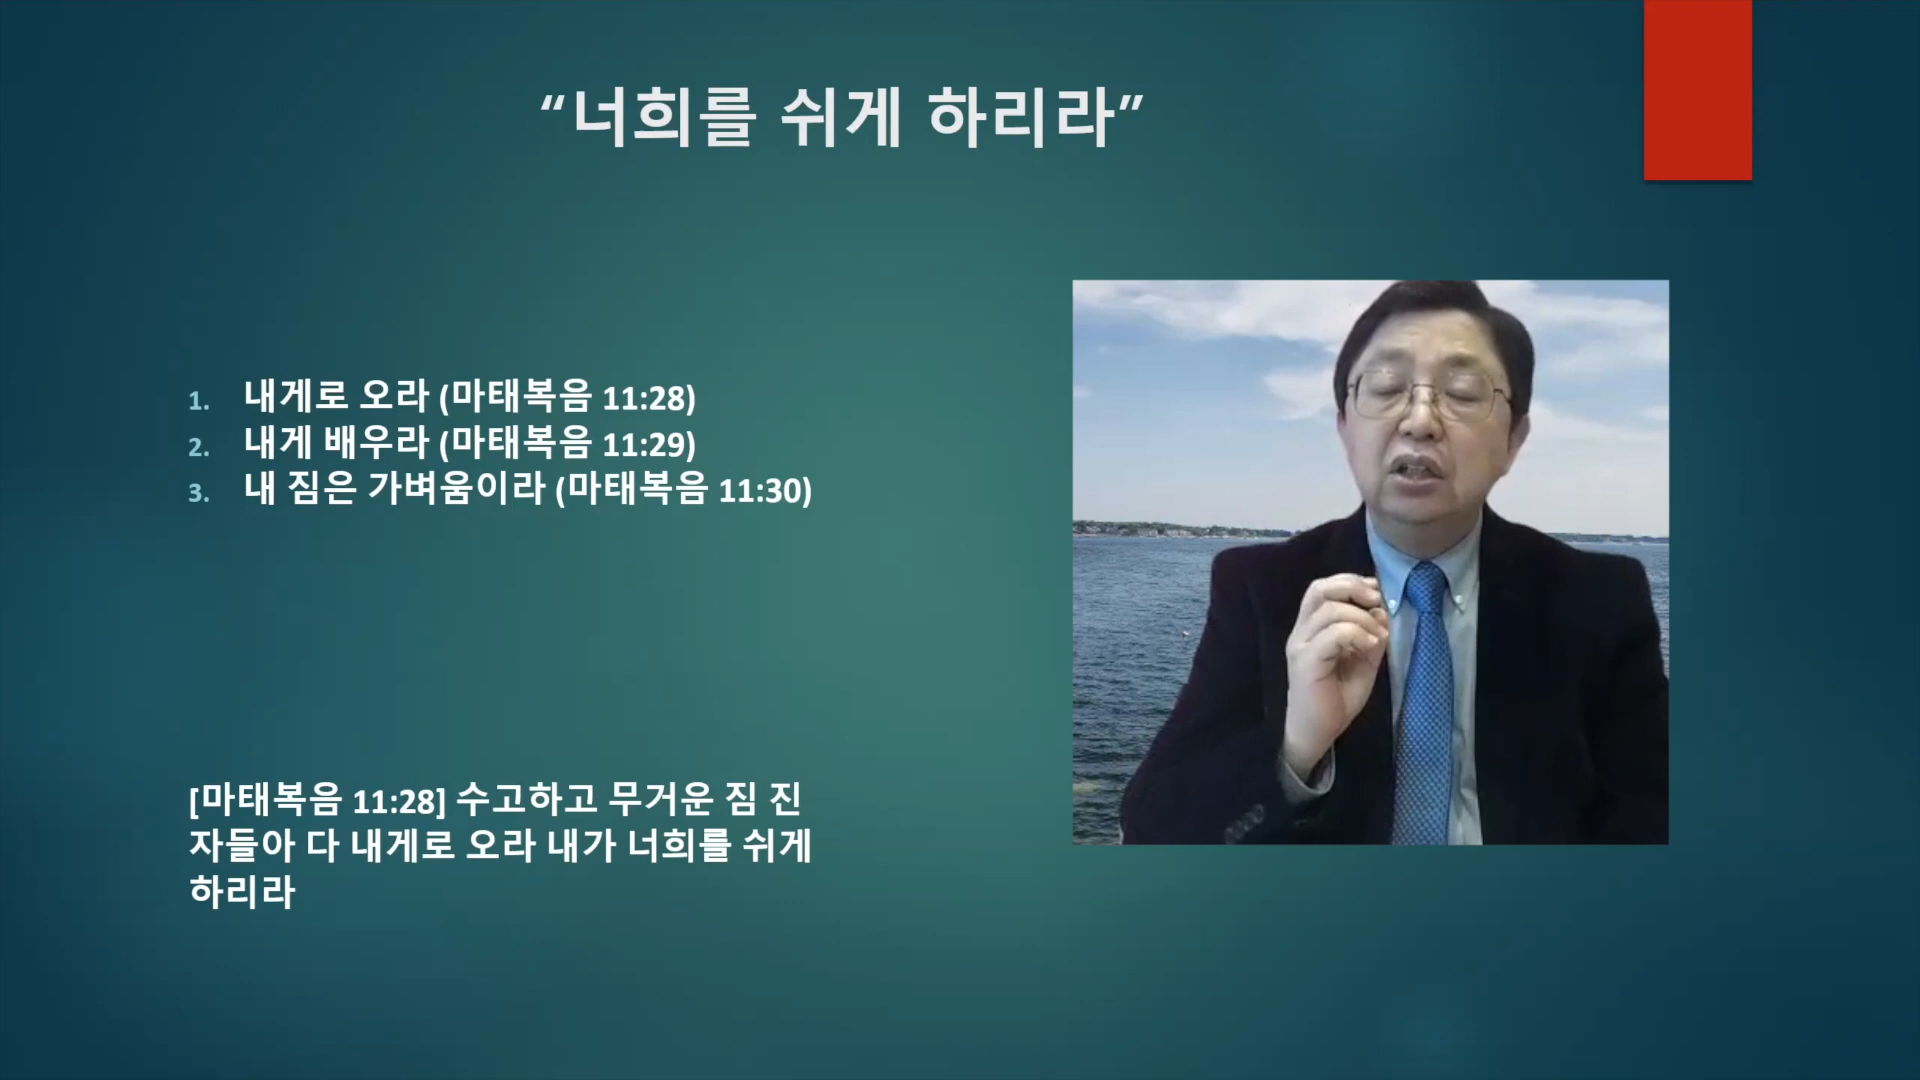 “너희를 쉬게 하리라”
1. 내게로 오라 (마태복음 11:28)
2. 내게 배우라 (마태복음 11:29)
3. 내 짐은 가벼움이라 (마태복음 11:30)
[마태복음 11:28] 수고하고 무거운 짐 진
자들아 다 내게로 오라 내가 너희를 쉬게
하리라